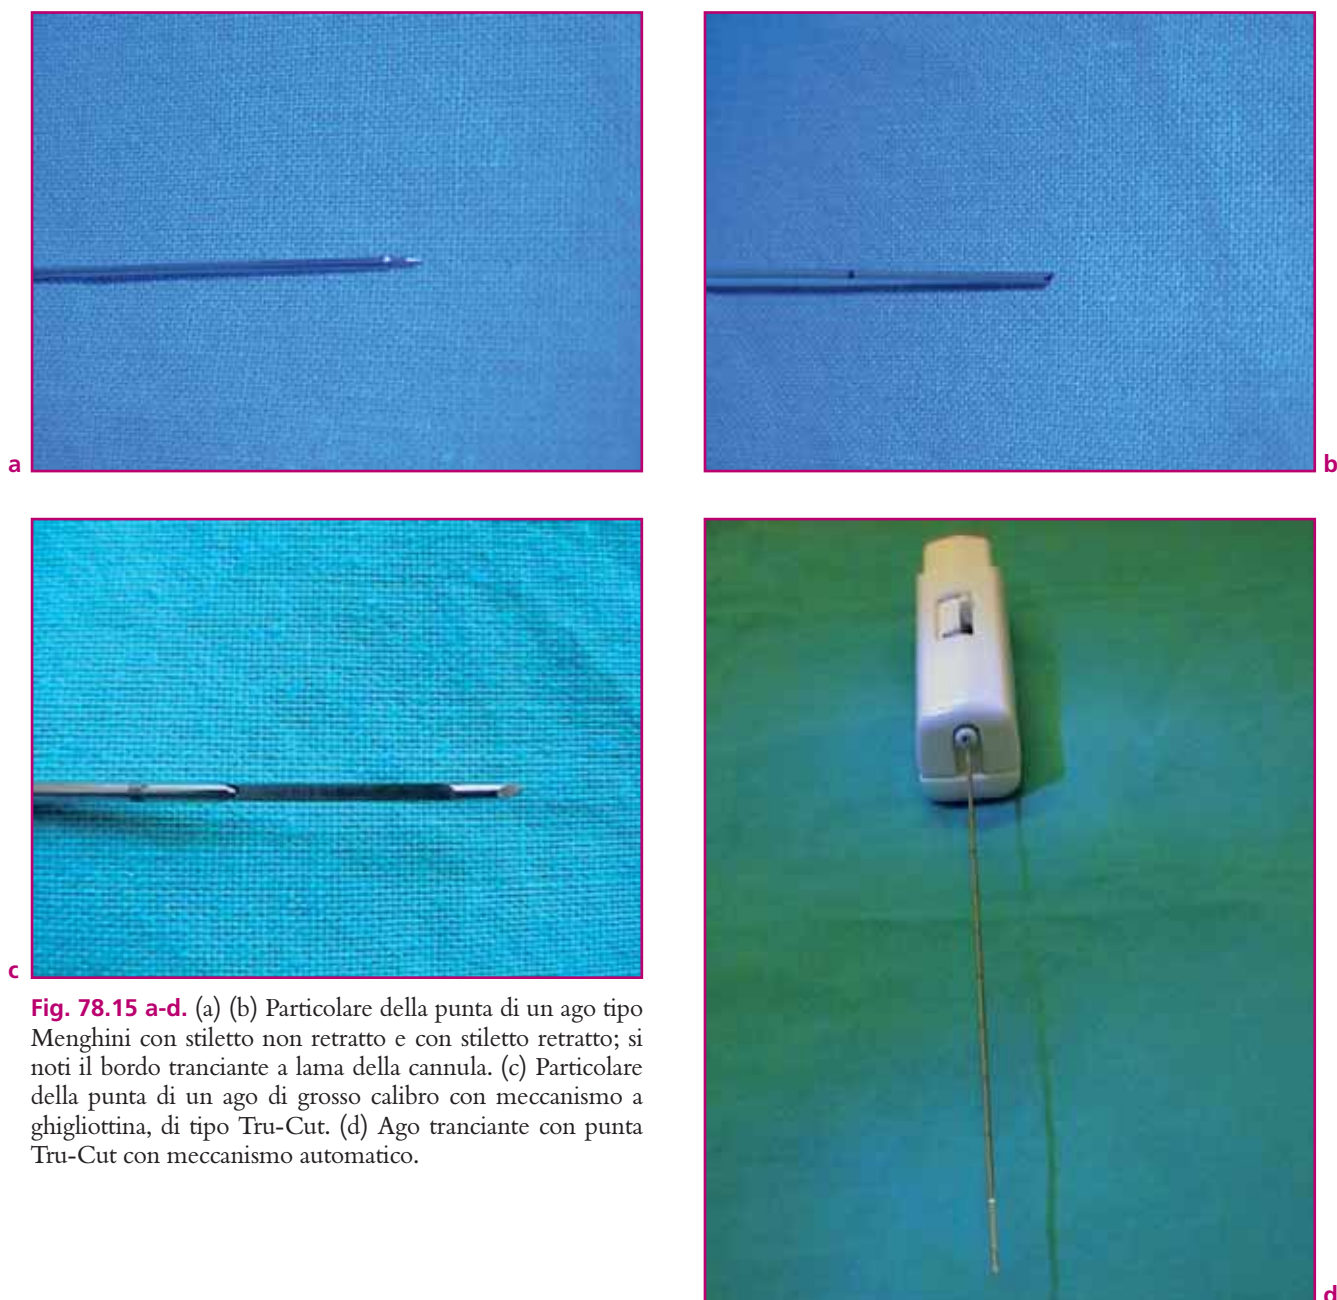 a
b
c
Fig. 78.15 a-d. (a) (b) Particolare della punta di un ago tipo
Menghini con stiletto non retratto e con stiletto retratto; si
noti il bordo tranciante a lama della cannula. (c) Particolare
della punta di un ago di grosso calibro con meccanismo a
ghigliottina, di tipo Tru-Cut. (d) Ago tranciante con punta
Tru-Cut con meccanismo automatico.
d